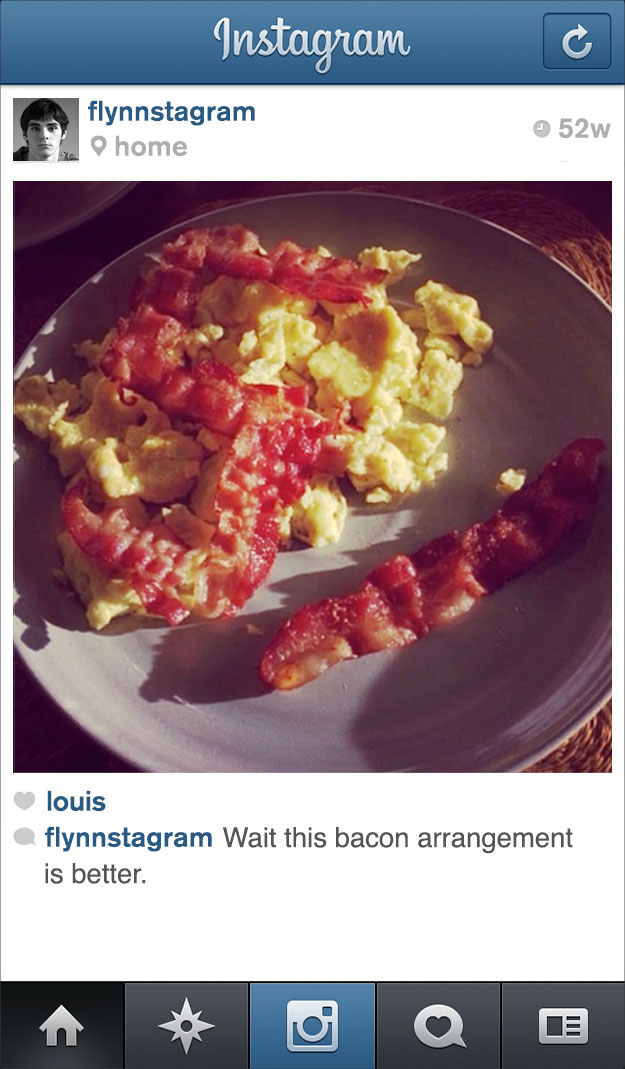 Instagram
flynnstagram
52w
home
louis
flynnstagram Wait this bacon arrangement
is better.